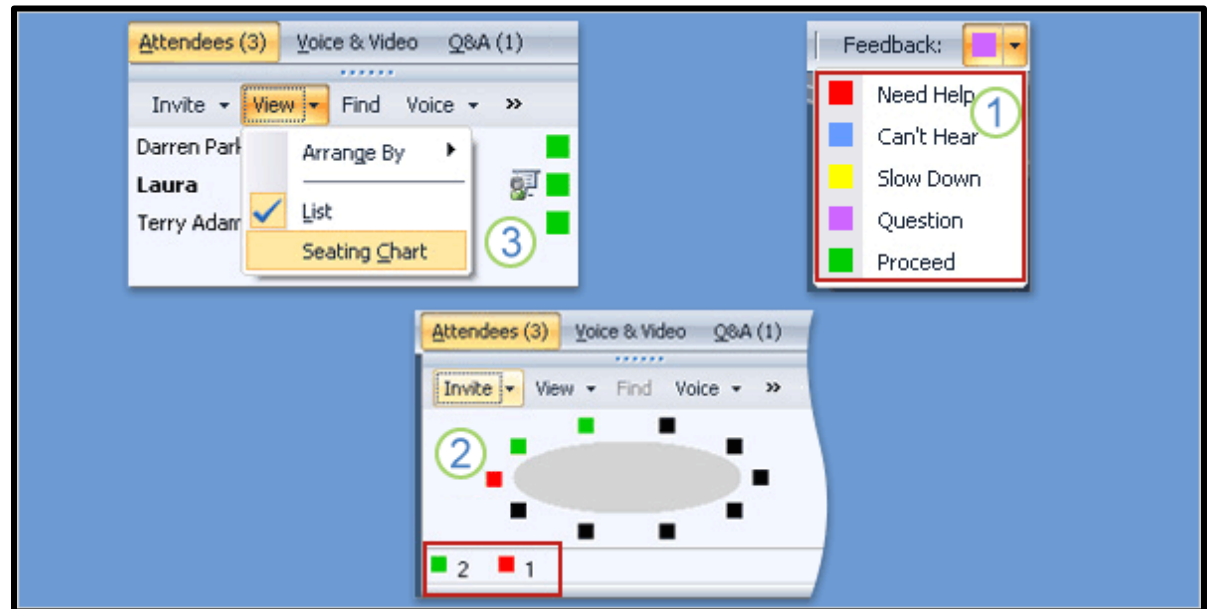 Attendees (3) Voice & Video Q&A (1)
Invite View Find Voice »
Darren Park
Arrange By
Laura
List
Terry Adam
Seating Chart
3
Feedback:
Need Help
1
Can't Hear
Slow Down
Question
Proceed
Attendees (3) Voice & Video Q&A (1)
Invite View Find Voice »
2
2 1